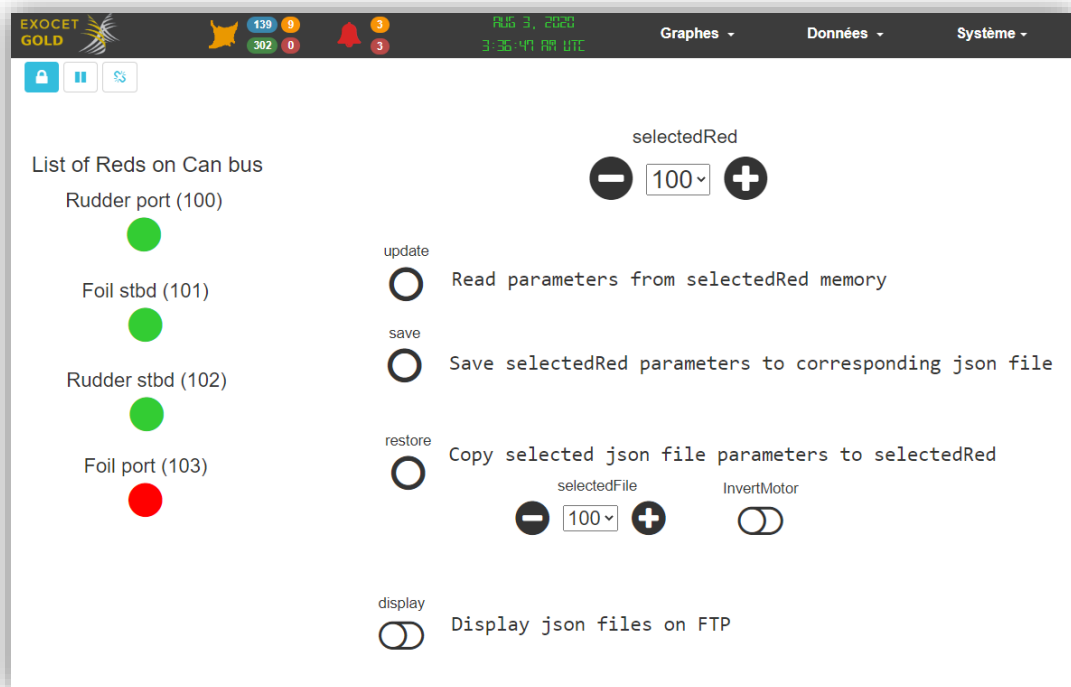 EXOCET
GOLD
139 9
302 0
3
3
AUG 3, 2020
3:36:47 AM UTC
Graphes
Données
Système
selectedRed
100
List of Reds on Can bus
Rudder port (100)
Foil stbd (101)
Rudder stbd (102)
Foil port (103)
update
Read parameters from selectedRed memory
save
Save selectedRed parameters to corresponding json file
restore
Copy selected json file parameters to selectedRed
selectedFile
InvertMotor
100
display
Display json files on FTP